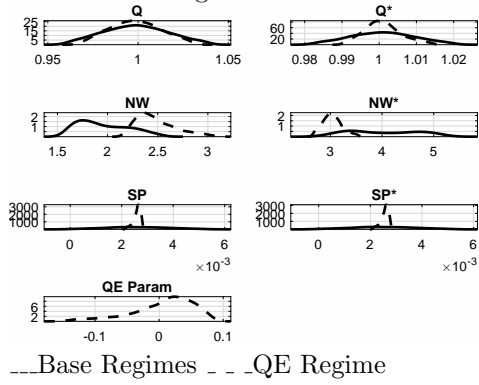 Q
25
15
5
0.95 1 1.05
Q*
60
20
0.98 0.99 1 1.01 1.02
NW
2
1
1.5 2 2.5 3
NW*
2
1
3 4 5
SP
3000
2000
1000
0 2 4 6
×10⁻³
SP*
3000
2000
1000
0 2 4 6
×10⁻³
QE Param
6
2
-0.1 0 0.1
___Base Regimes _ _ _QE Regime